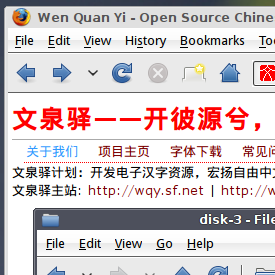 Wen Quan Yi - Open Source Chine
File Edit View History Bookmarks To
文泉驿——开彼源兮，
关于我们 项目主页 字体下载 常见问
文泉驿计划：开发电子汉字资源，宏扬自由中文
文泉驿主站: http://wqy.sf.net | http://w
disk-3 - File
File Edit View Go Help